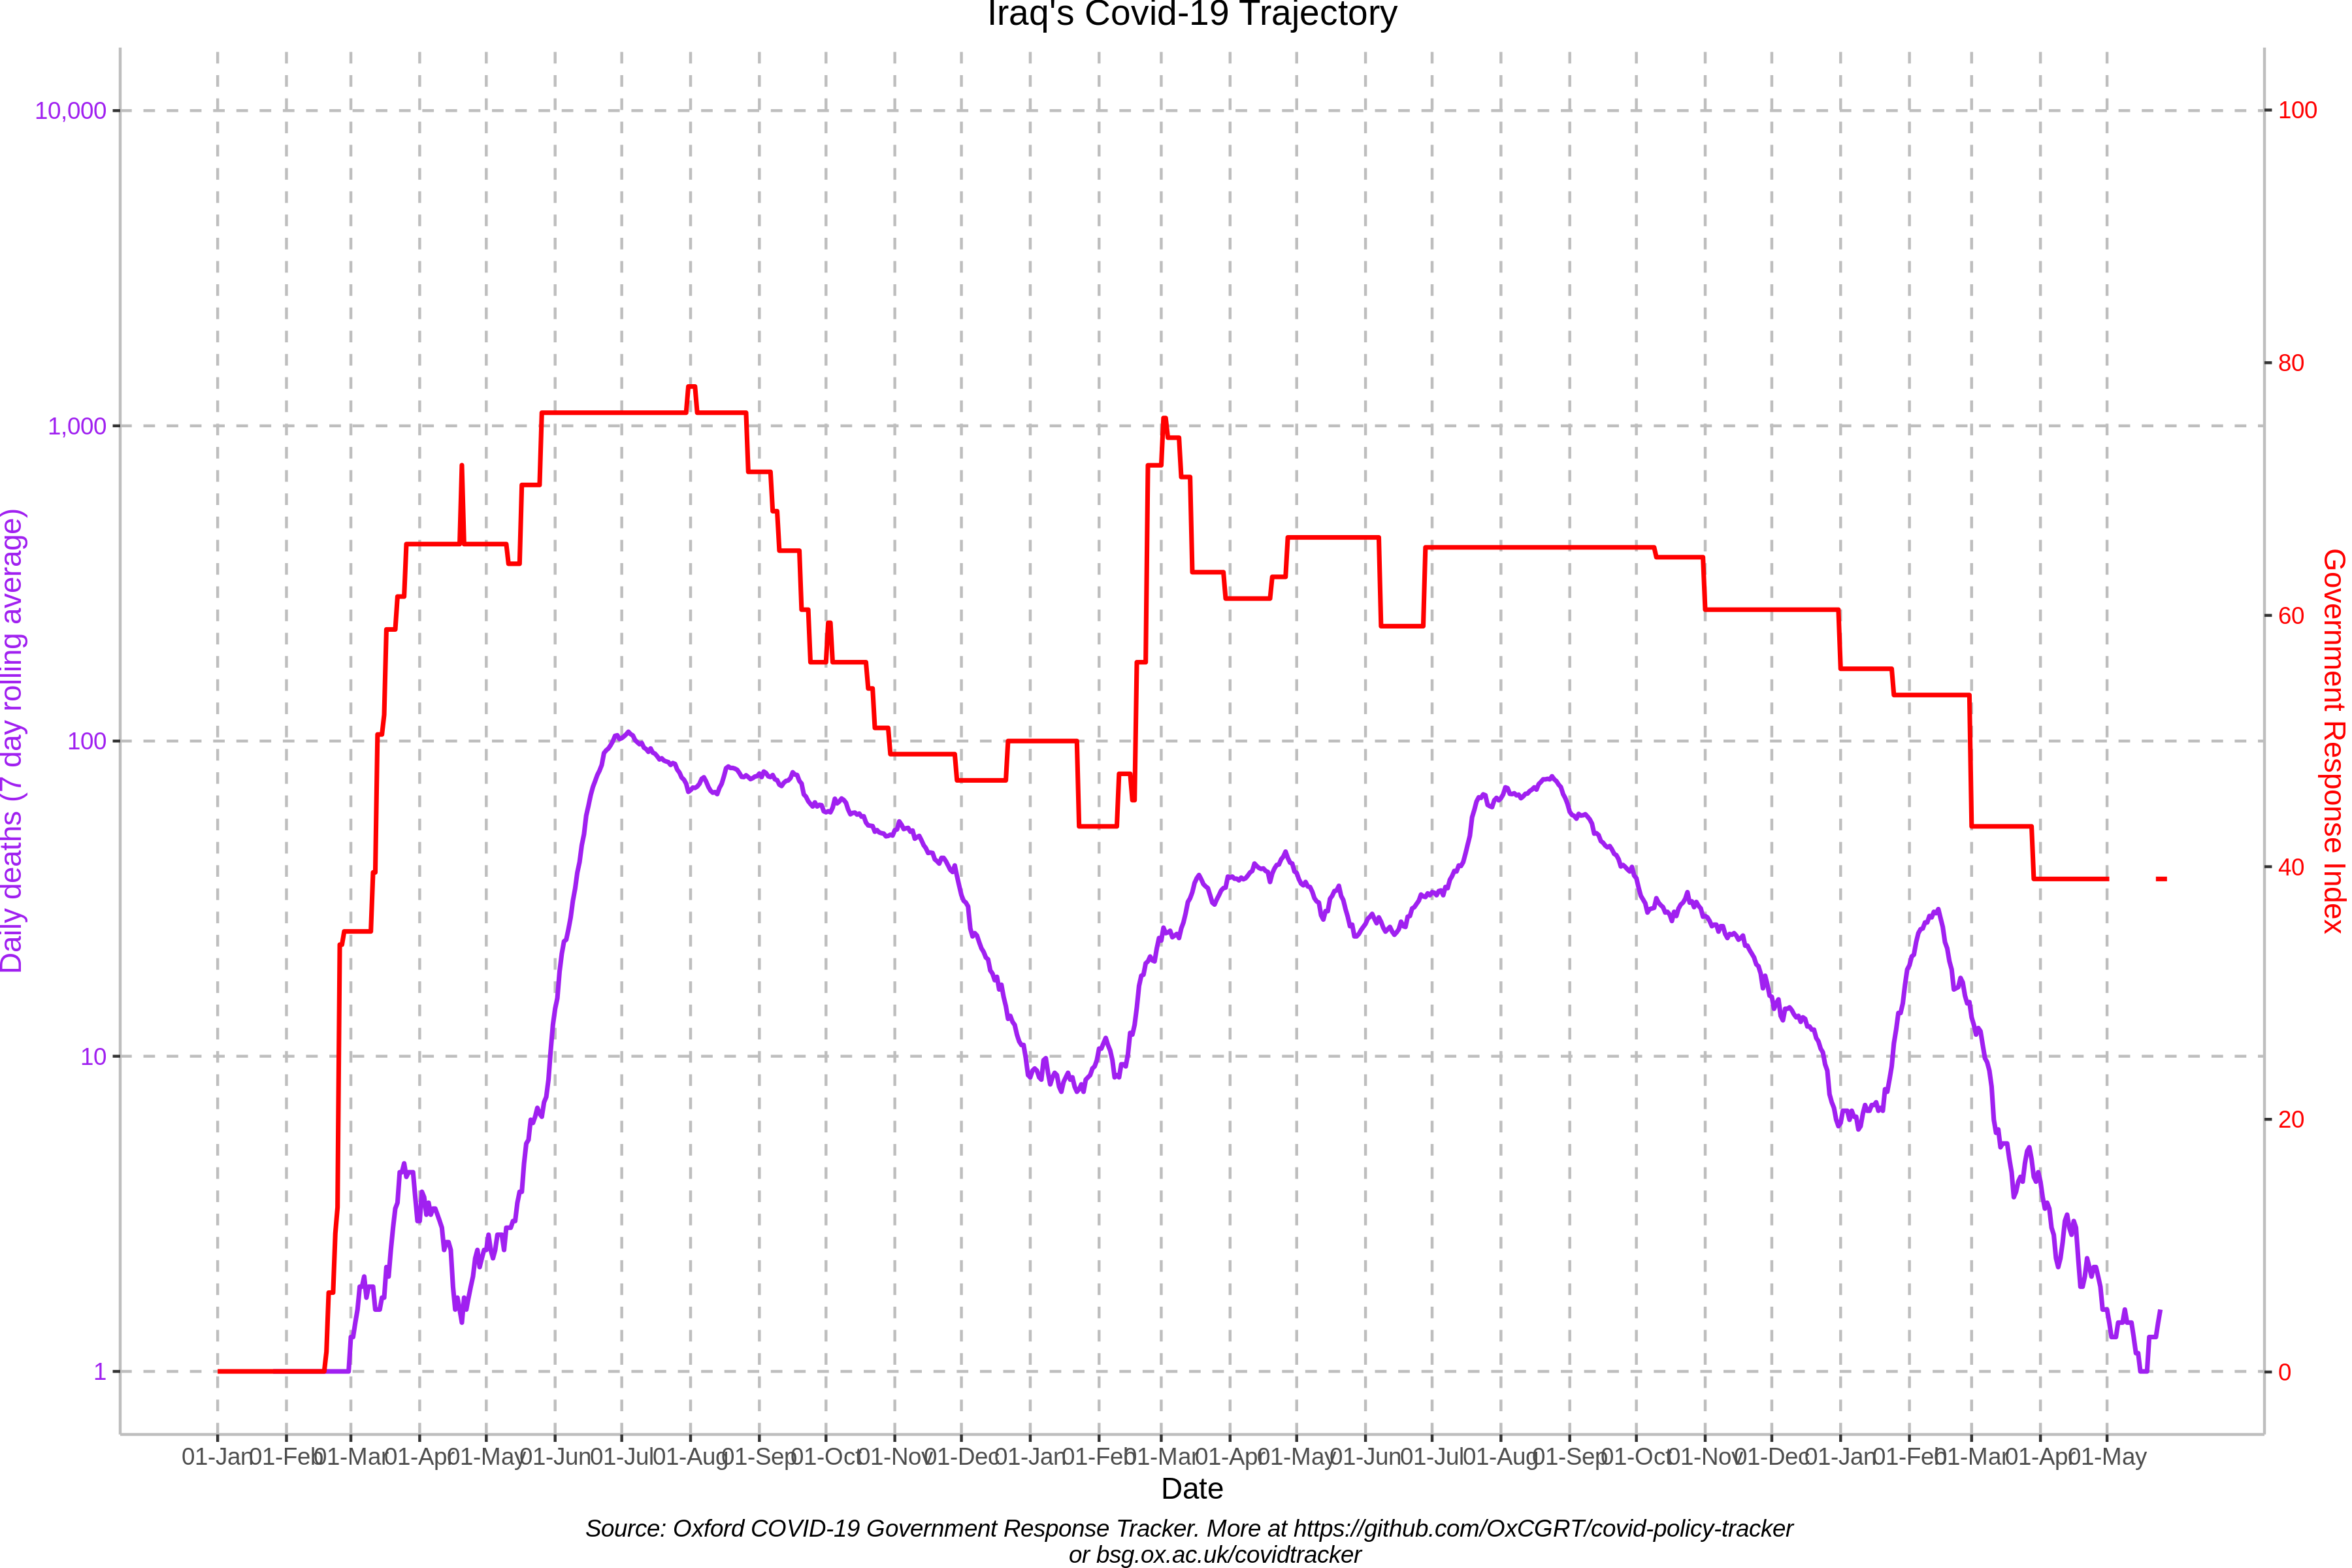 Iraq's Covid-19 Trajectory
10,000
1,000
100
10
1
Daily deaths (7 day rolling average)
100
80
60
40
20
0
Government Response Index
01-Jan 01-Feb 01-Mar 01-Apr 01-May 01-Jun 01-Jul 01-Aug 01-Sep 01-Oct 01-Nov 01-Dec 01-Jan 01-Feb 01-Mar 01-Apr 01-May 01-Jun 01-Jul 01-Aug 01-Sep 01-Oct 01-Nov 01-Dec 01-Jan 01-Feb 01-Mar 01-Apr 01-May
Date
Source: Oxford COVID-19 Government Response Tracker. More at https://github.com/OxCGRT/covid-policy-tracker
or bsg.ox.ac.uk/covidtracker